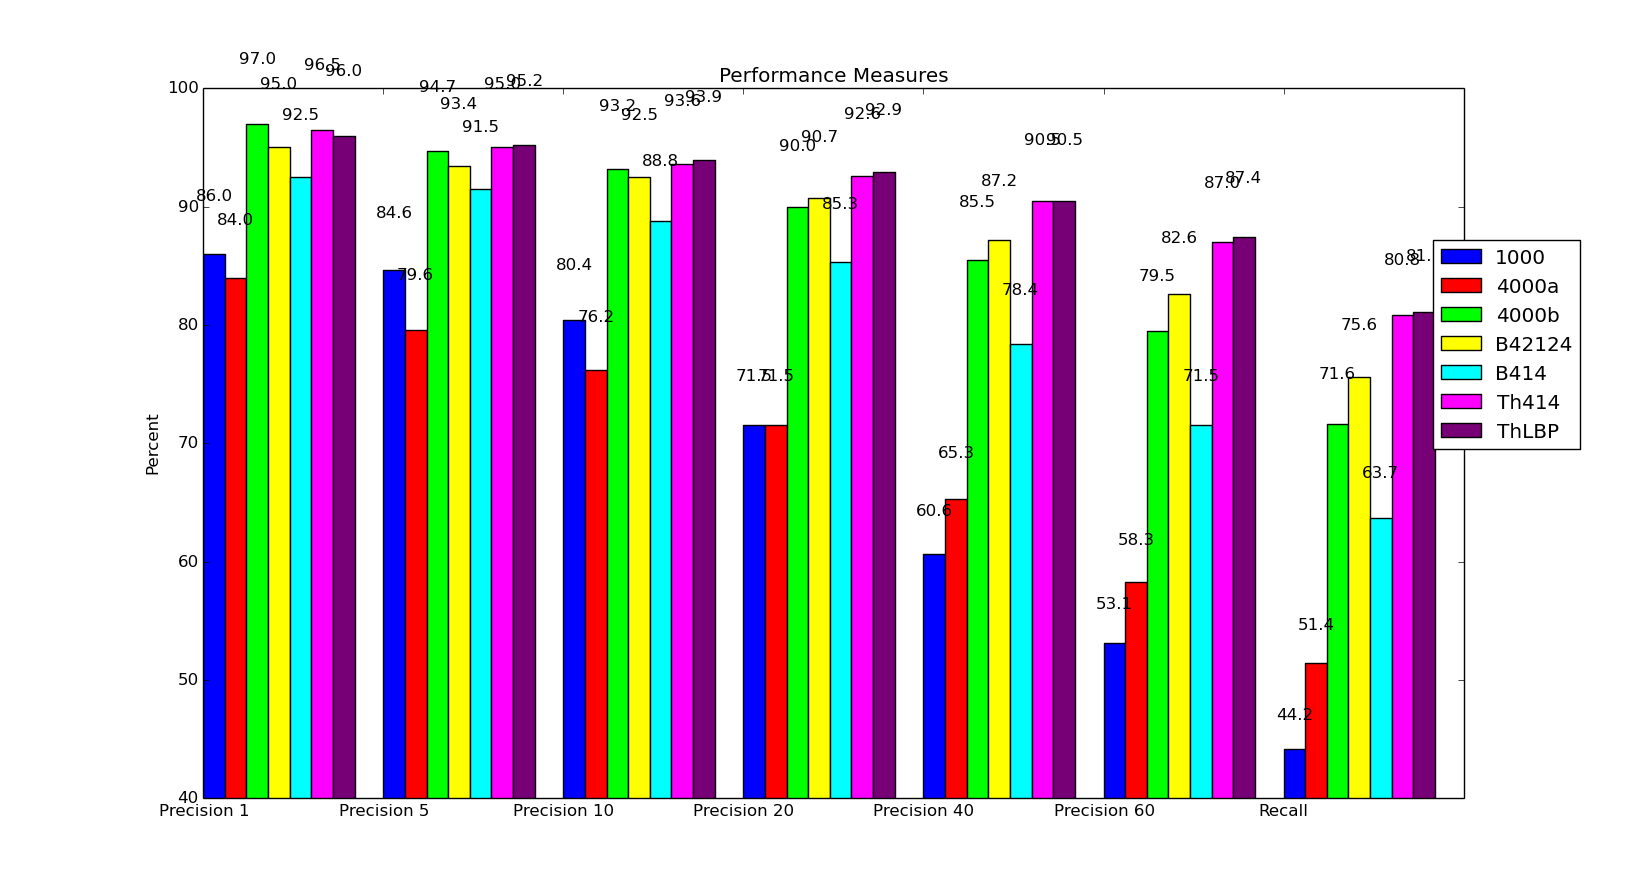 Performance Measures
97.0 95.0 92.5 96.5 96.0
86.0 84.0
84.6 79.6 94.7 93.4 91.5 95.0 95.2
80.4 76.2 93.2 92.5 88.8 93.6 93.9
71.5 71.5 90.0 90.7 85.3 92.6 92.9
60.6 65.3 85.5 87.2 78.4 90.5 90.5
53.1 58.3 79.5 82.6 71.5 87.0 87.4
44.2 51.4 71.6 75.6 63.7 80.8 81.
100
90
80
70
60
50
40
Percent
Precision 1 Precision 5 Precision 10 Precision 20 Precision 40 Precision 60 Recall
1000
4000a
4000b
B42124
B414
Th414
ThLBP